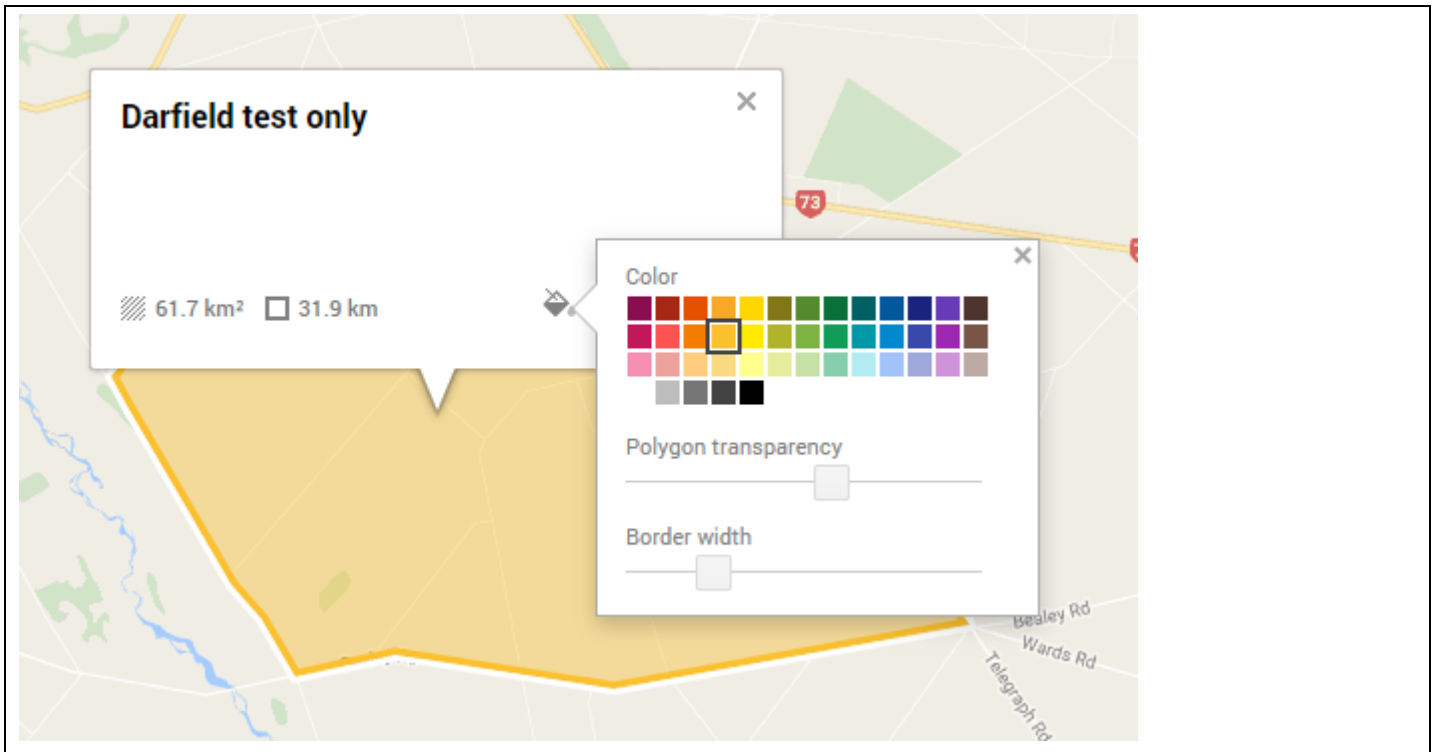 Darfield test only
73
61.7 km² 31.9 km
Color
Polygon transparency
Border width
Bealey Rd
Wards Rd
Telegraph Rd